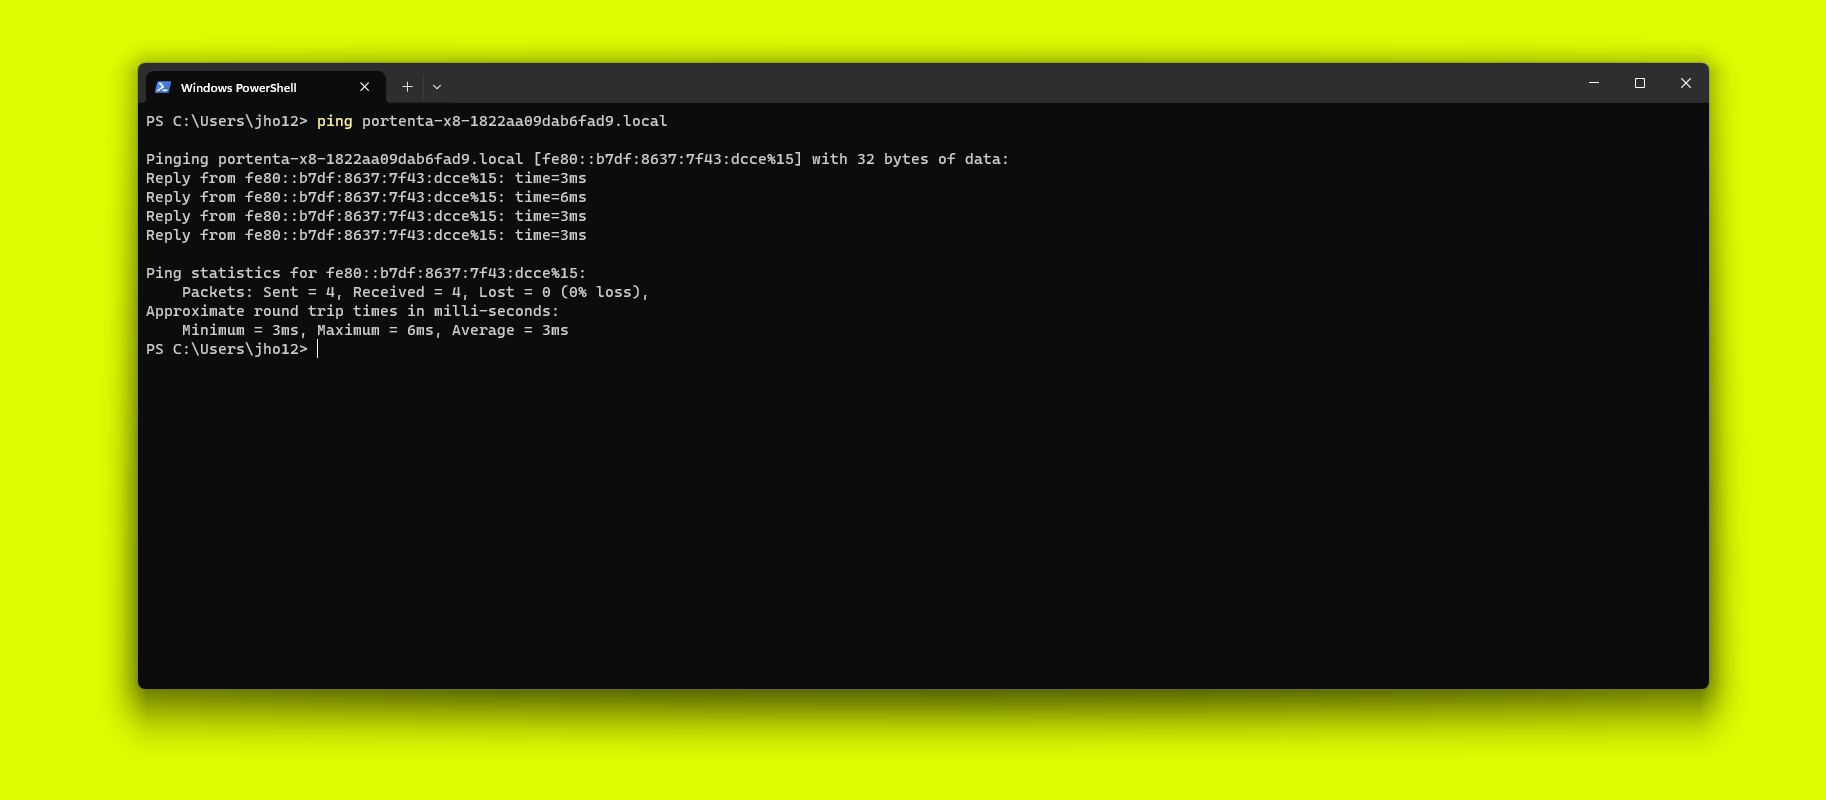 Windows PowerShell
PS C:\Users\jho12> ping portenta-x8-1822aa09dab6fad9.local
Pinging portenta-x8-1822aa09dab6fad9.local [fe80::b7df:8637:7f43:dcce%15] with 32 bytes of data:
Reply from fe80::b7df:8637:7f43:dcce%15: time=3ms
Reply from fe80::b7df:8637:7f43:dcce%15: time=6ms
Reply from fe80::b7df:8637:7f43:dcce%15: time=3ms
Reply from fe80::b7df:8637:7f43:dcce%15: time=3ms
Ping statistics for fe80::b7df:8637:7f43:dcce%15:
    Packets: Sent = 4, Received = 4, Lost = 0 (0% loss),
Approximate round trip times in milli-seconds:
    Minimum = 3ms, Maximum = 6ms, Average = 3ms
PS C:\Users\jho12>